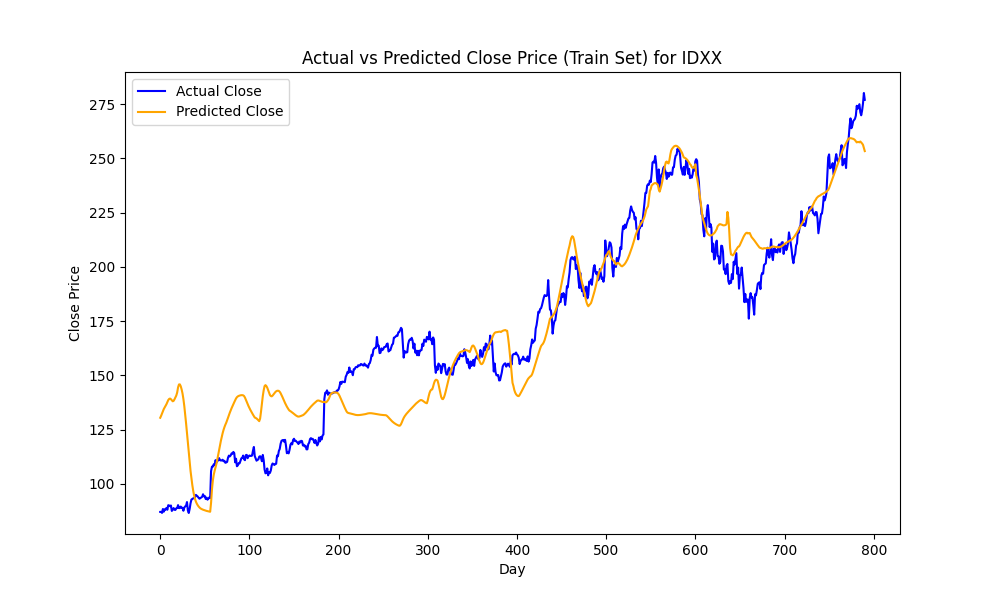 Actual vs Predicted Close Price (Train Set) for IDXX
Actual Close
Predicted Close
Close Price
275
250
225
200
175
150
125
100
0 100 200 300 400 500 600 700 800
Day